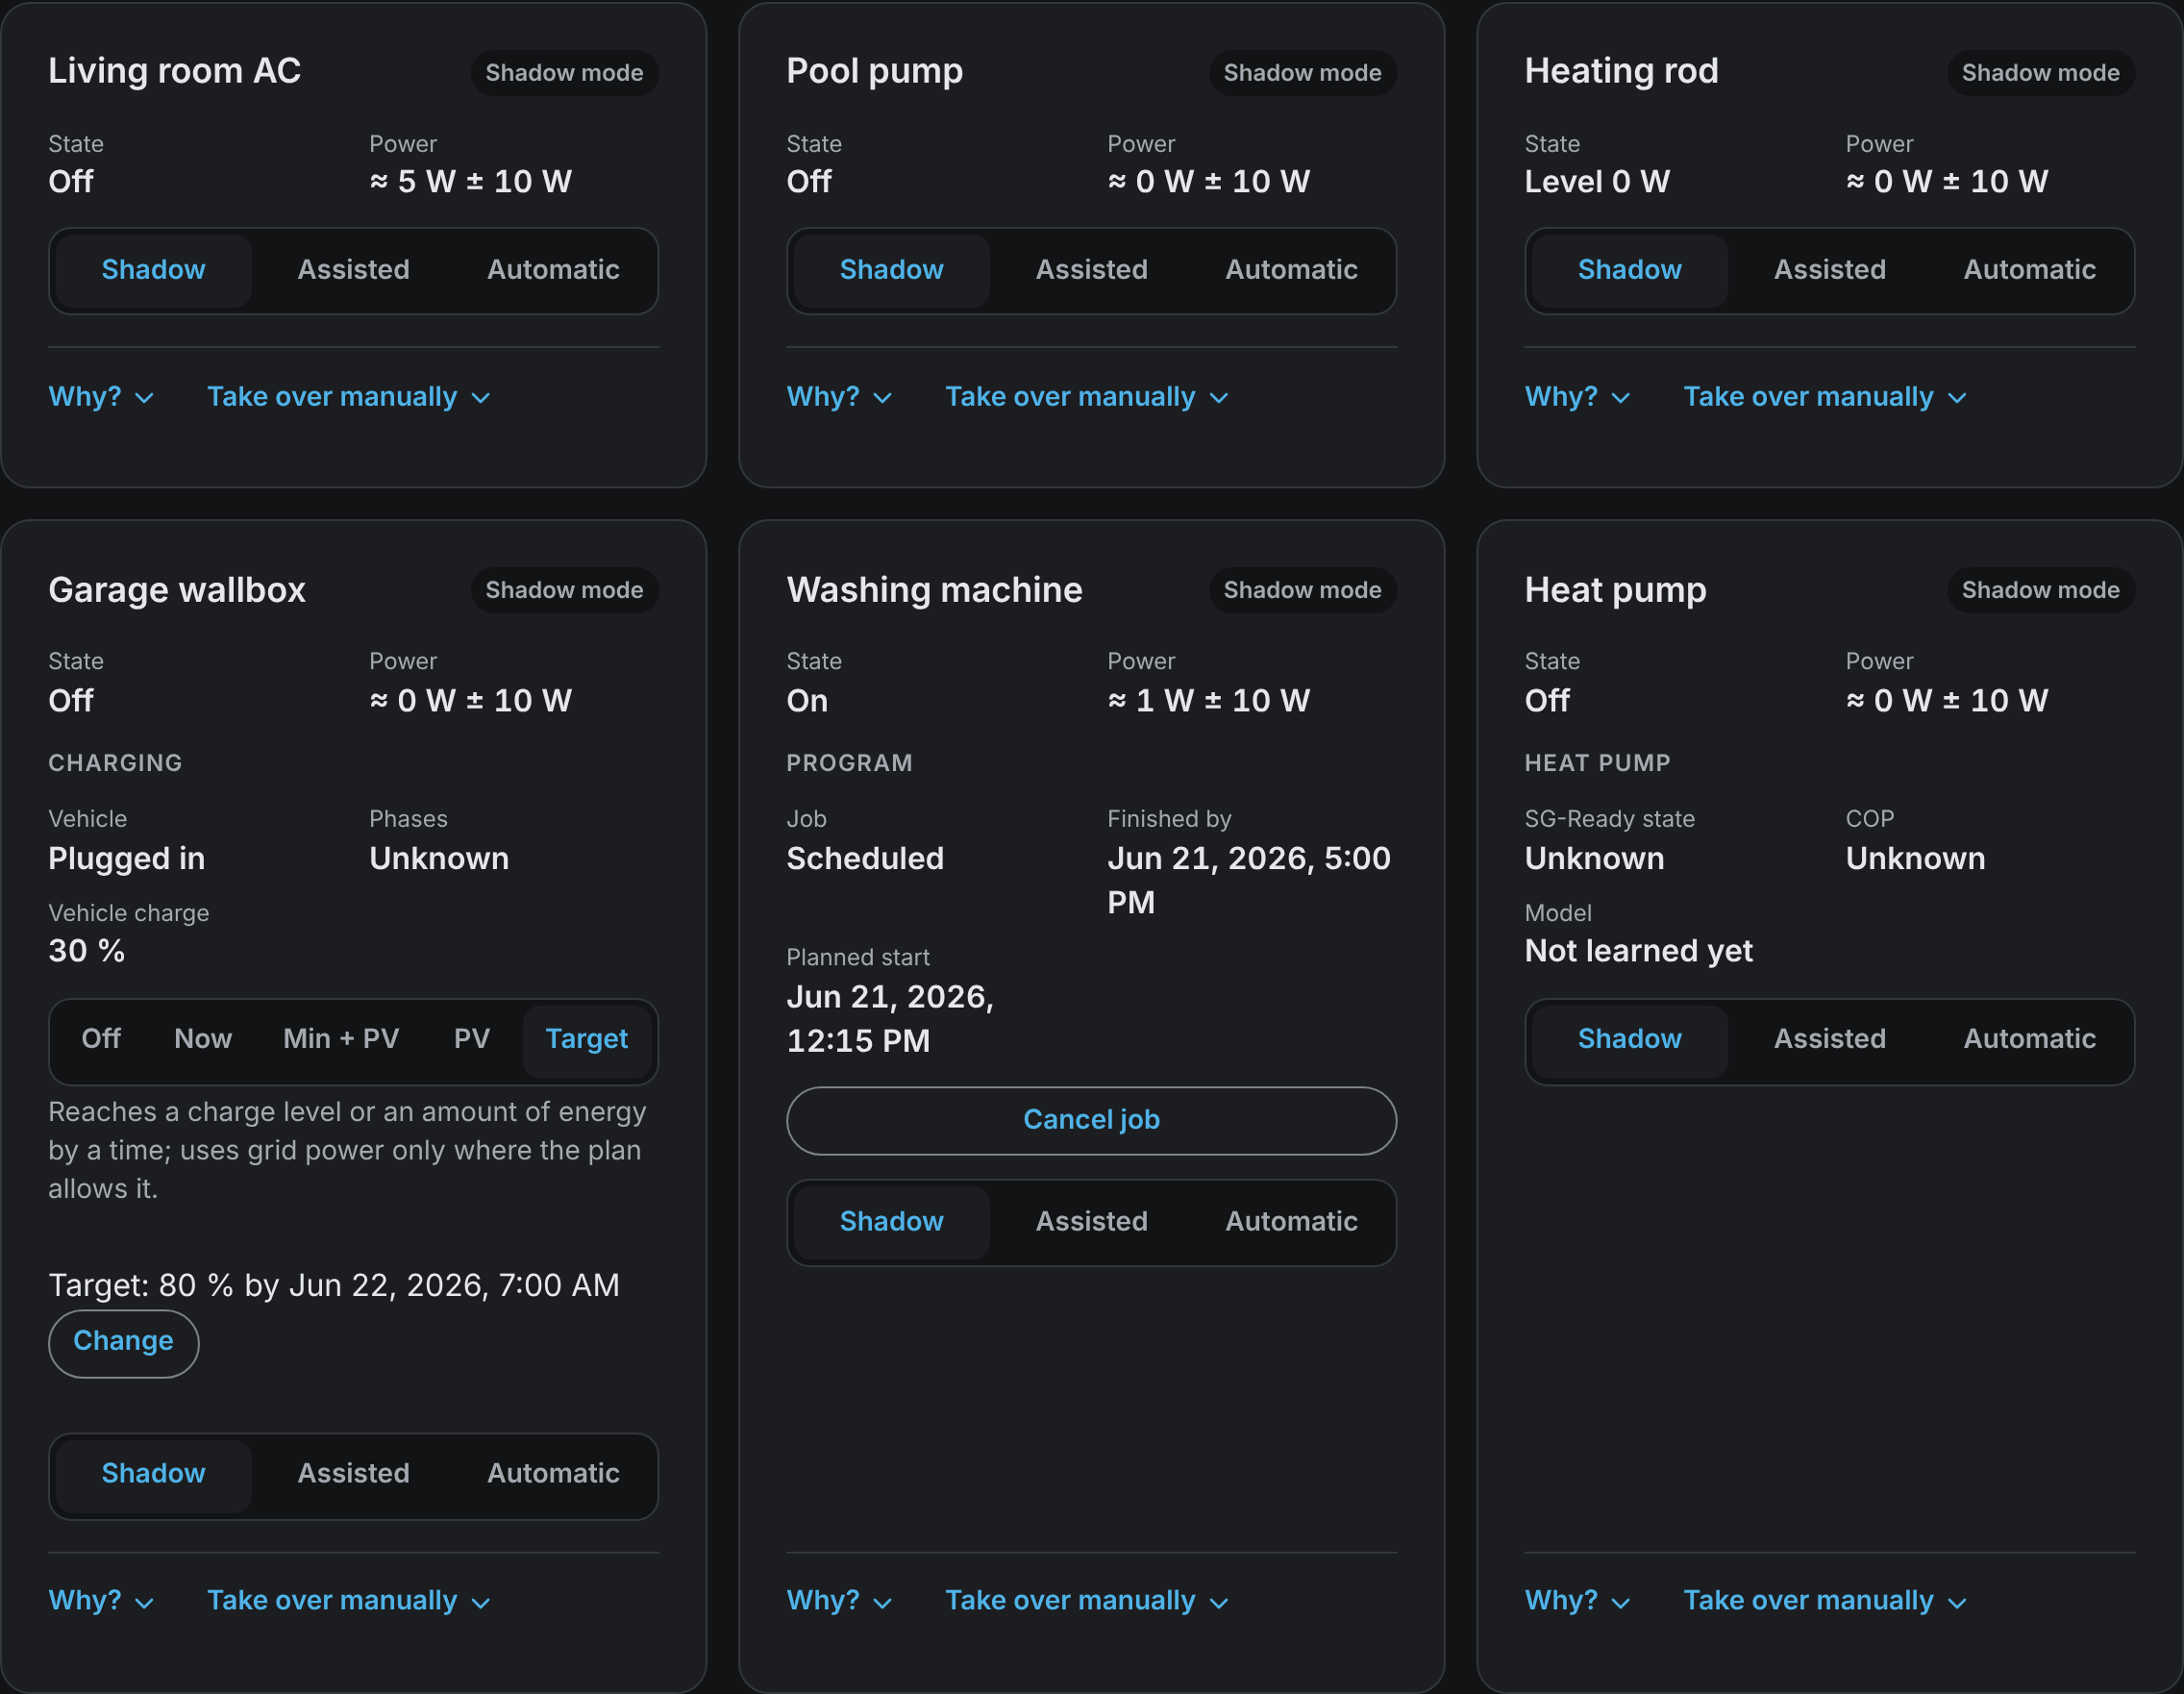 Living room AC
Shadow mode
State
Power
Off
≈ 5 W ± 10 W
Shadow
Assisted
Automatic
Why?
Take over manually
Pool pump
Shadow mode
State
Power
Off
≈ 0 W ± 10 W
Shadow
Assisted
Automatic
Why?
Take over manually
Heating rod
Shadow mode
State
Power
Level 0 W
≈ 0 W ± 10 W
Shadow
Assisted
Automatic
Why?
Take over manually
Garage wallbox
Shadow mode
State
Power
Off
≈ 0 W ± 10 W
CHARGING
Vehicle
Phases
Plugged in
Unknown
Vehicle charge
30 %
Off
Now
Min + PV
PV
Target
Reaches a charge level or an amount of energy
by a time; uses grid power only where the plan
allows it.
Target: 80 % by Jun 22, 2026, 7:00 AM
Change
Shadow
Assisted
Automatic
Why?
Take over manually
Washing machine
Shadow mode
State
Power
On
≈ 1 W ± 10 W
PROGRAM
Job
Finished by
Scheduled
Jun 21, 2026, 5:00
PM
Planned start
Jun 21, 2026,
12:15 PM
Cancel job
Shadow
Assisted
Automatic
Why?
Take over manually
Heat pump
Shadow mode
State
Power
Off
≈ 0 W ± 10 W
HEAT PUMP
SG-Ready state
COP
Unknown
Unknown
Model
Not learned yet
Shadow
Assisted
Automatic
Why?
Take over manually